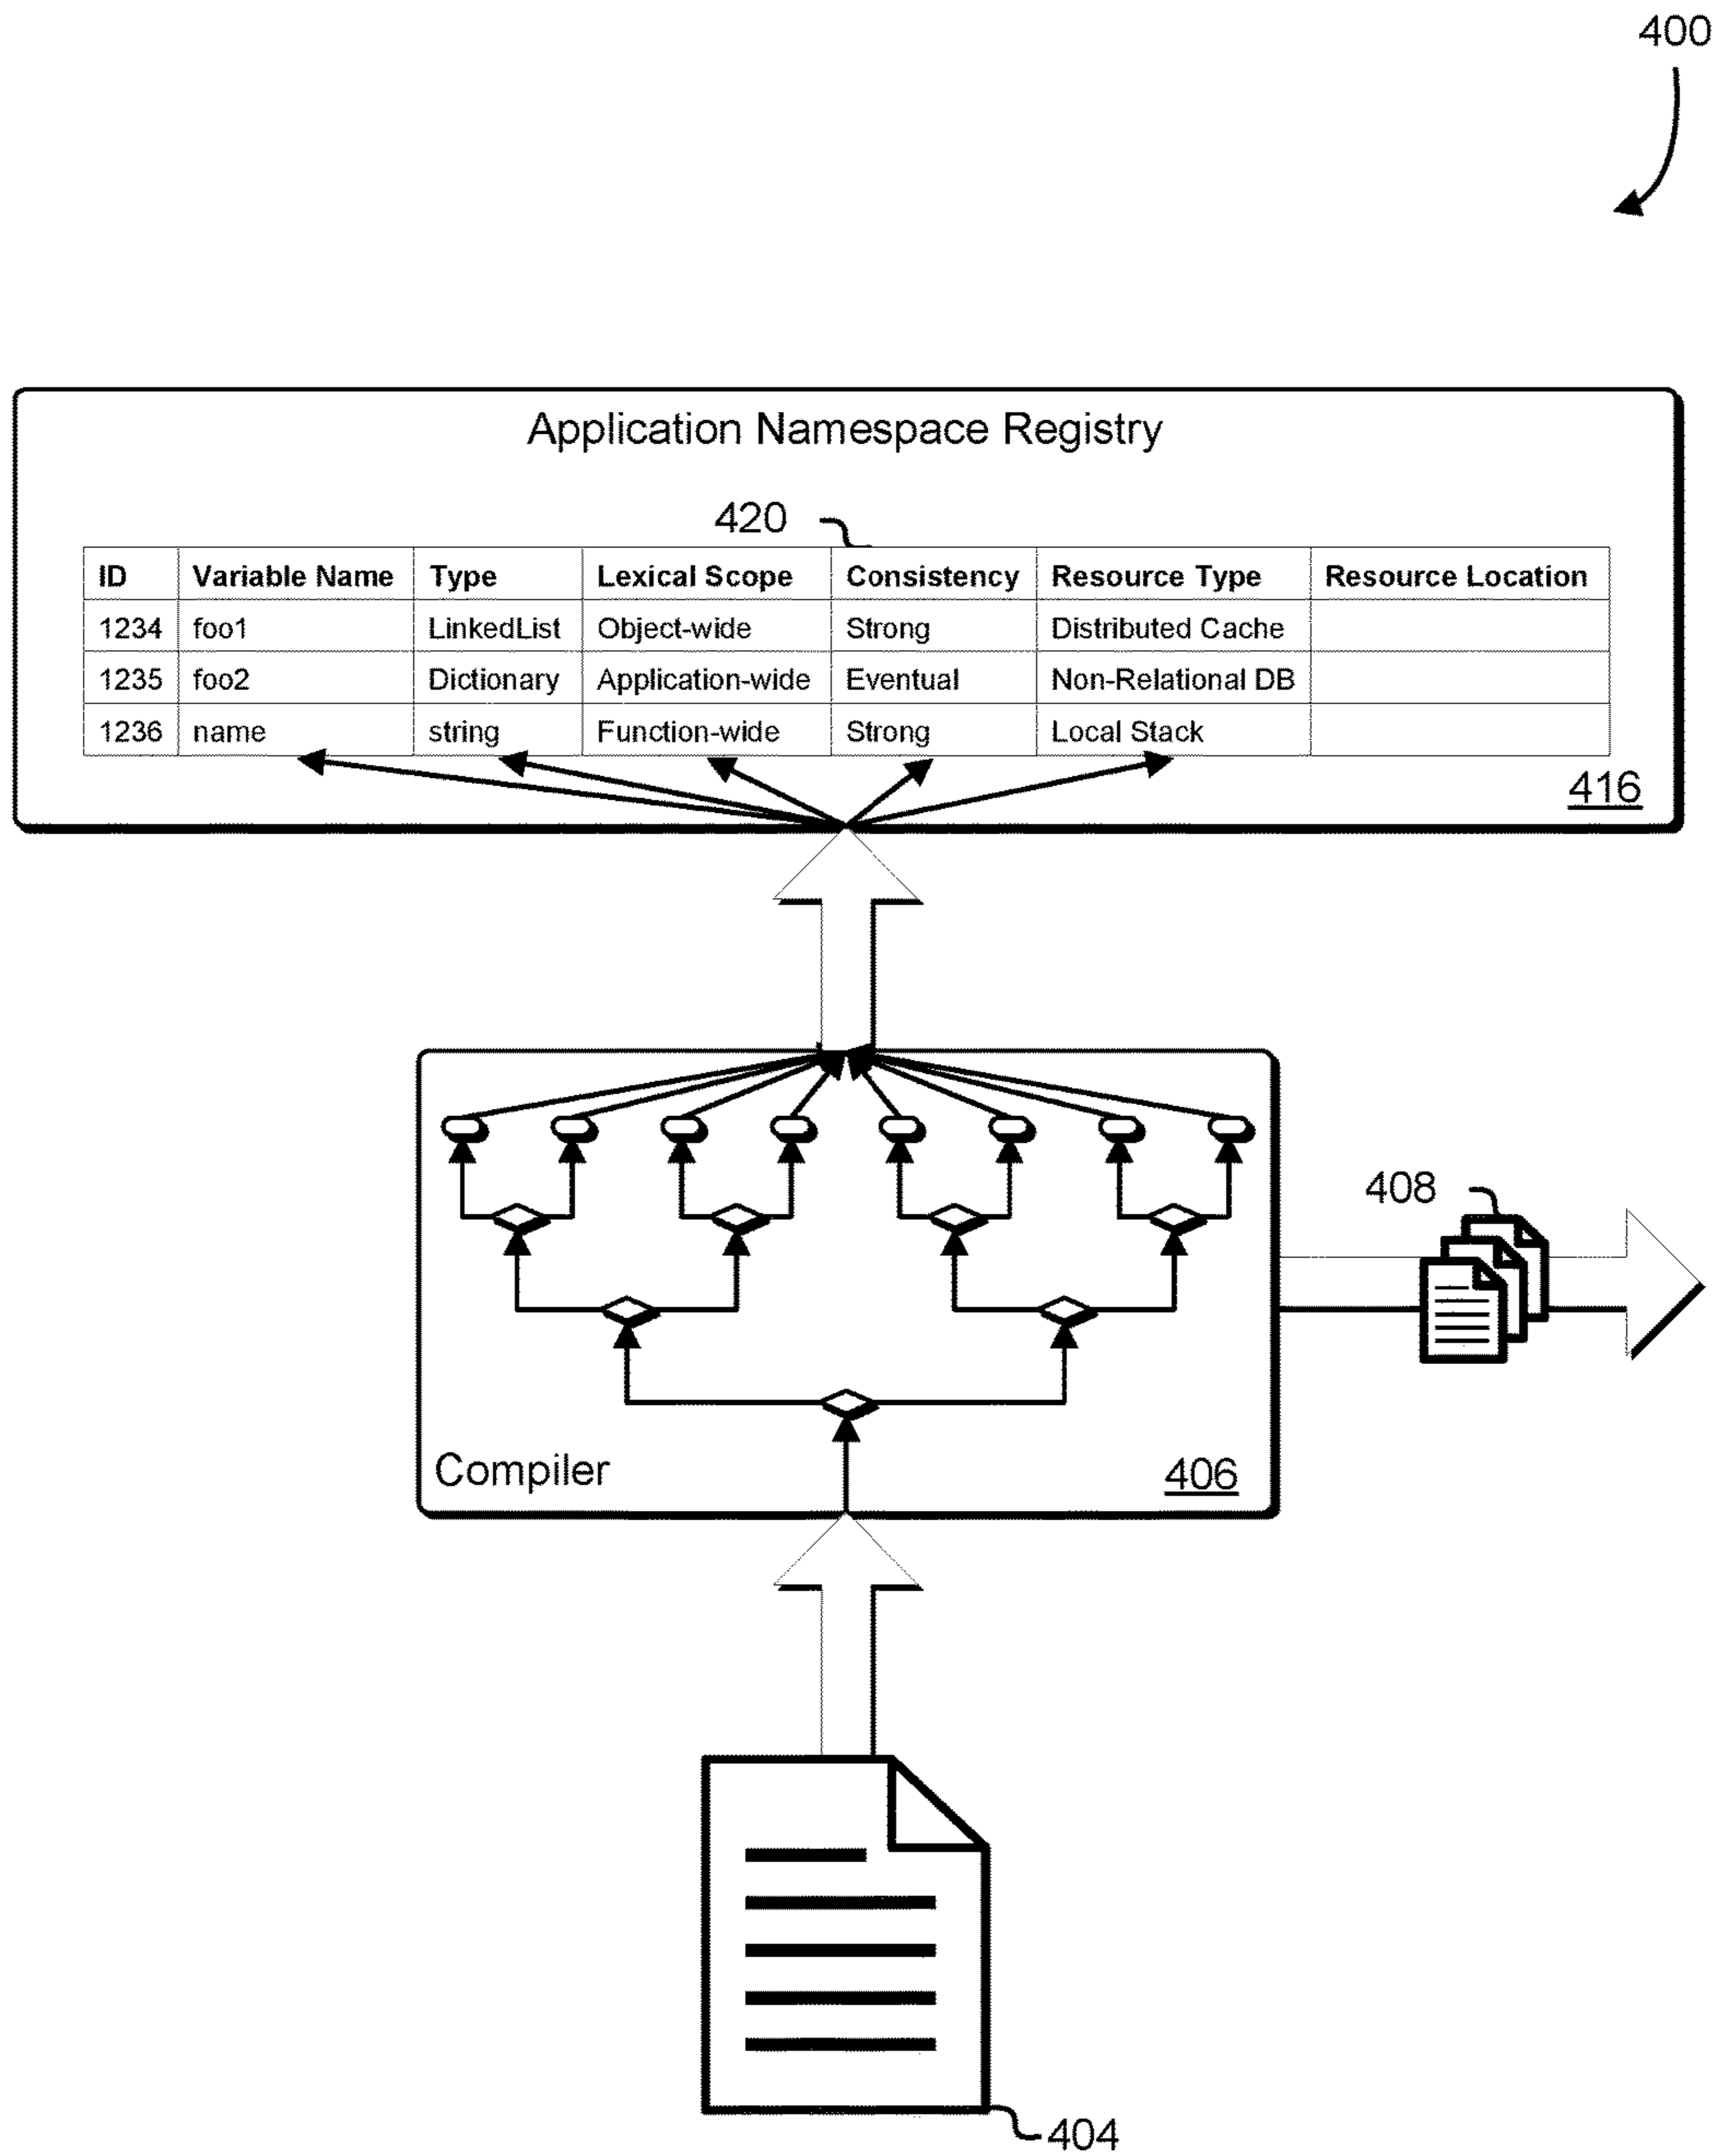 400
Application Namespace Registry
420
ID Variable Name Type Lexical Scope Consistency Resource Type Resource Location
1234 foo1 LinkedList Object-wide Strong Distributed Cache
1235 foo2 Dictionary Application-wide Eventual Non-Relational DB
1236 name string Function-wide Strong Local Stack
416
408
Compiler 406
404